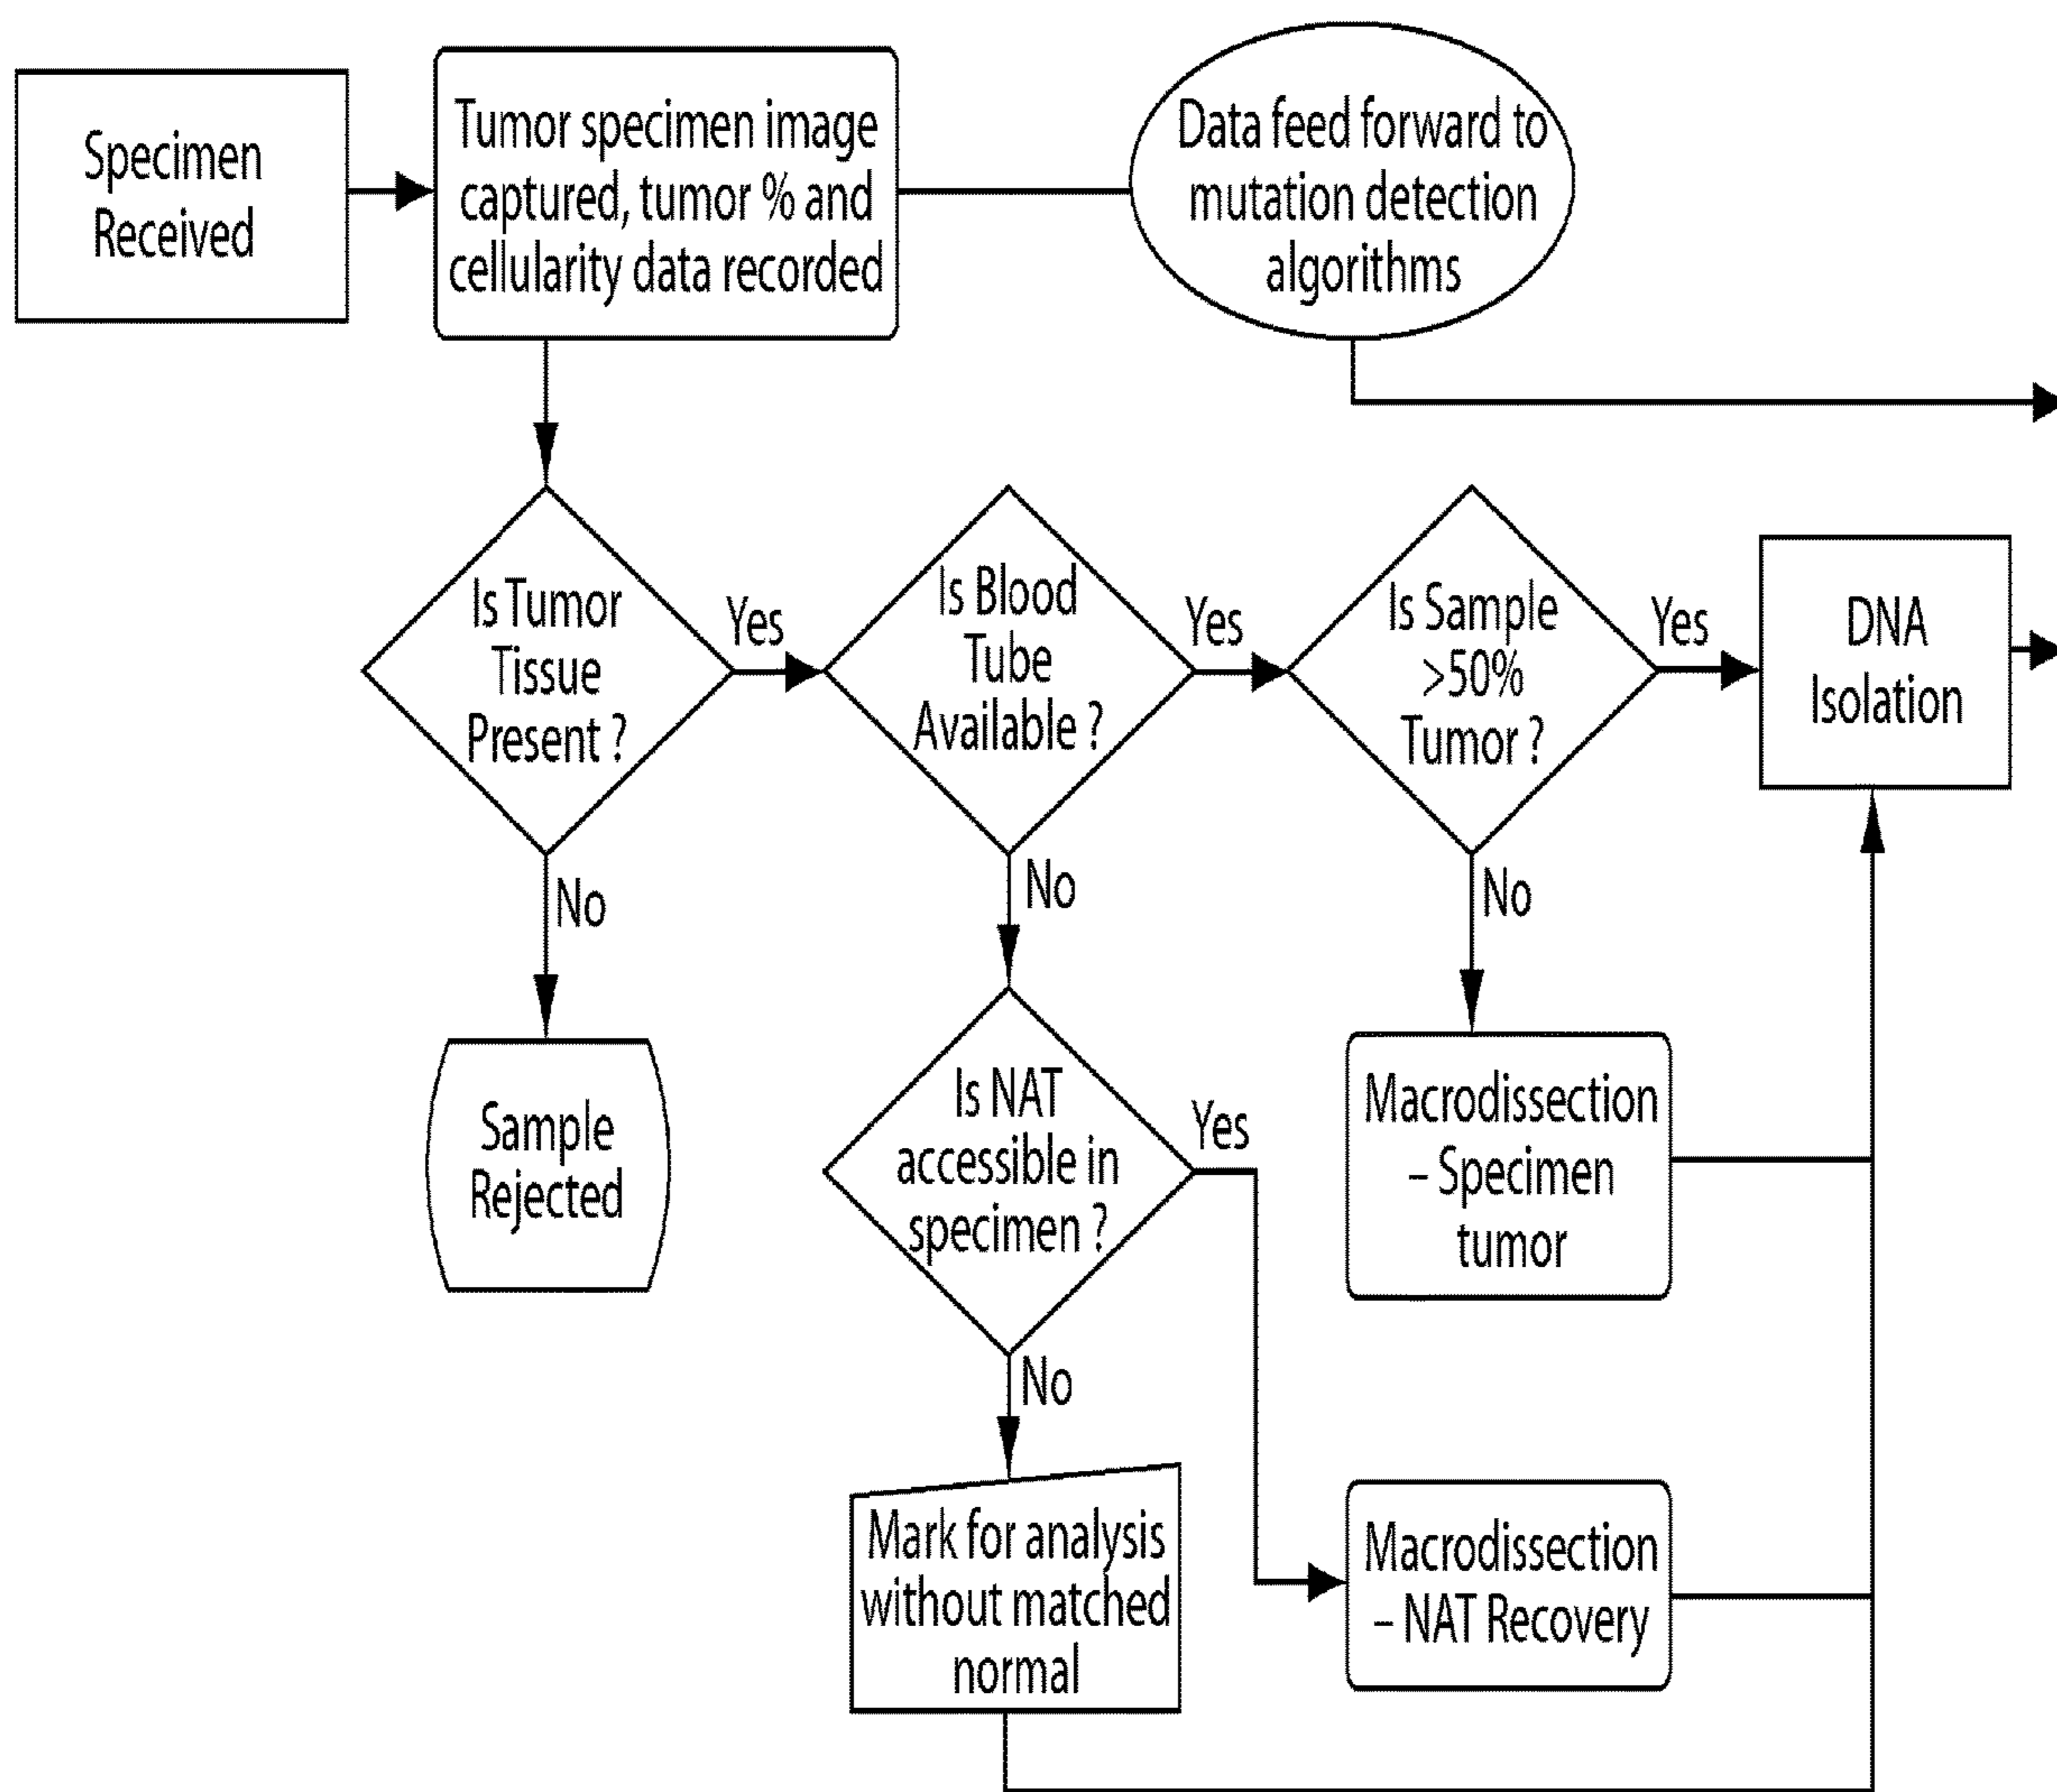 Specimen
Received
Tumor specimen image
captured, tumor % and
cellularity data recorded
Data feed forward to
mutation detection
algorithms
Is Tumor
Tissue
Present ?
Yes
No
Is Blood
Tube
Available ?
Yes
No
Is Sample
>50%
Tumor ?
Yes
No
DNA
Isolation
Sample
Rejected
Is NAT
accessible in
specimen ?
Yes
No
Macrodissection
– Specimen
tumor
Mark for analysis
without matched
normal
Macrodissection
– NAT Recovery